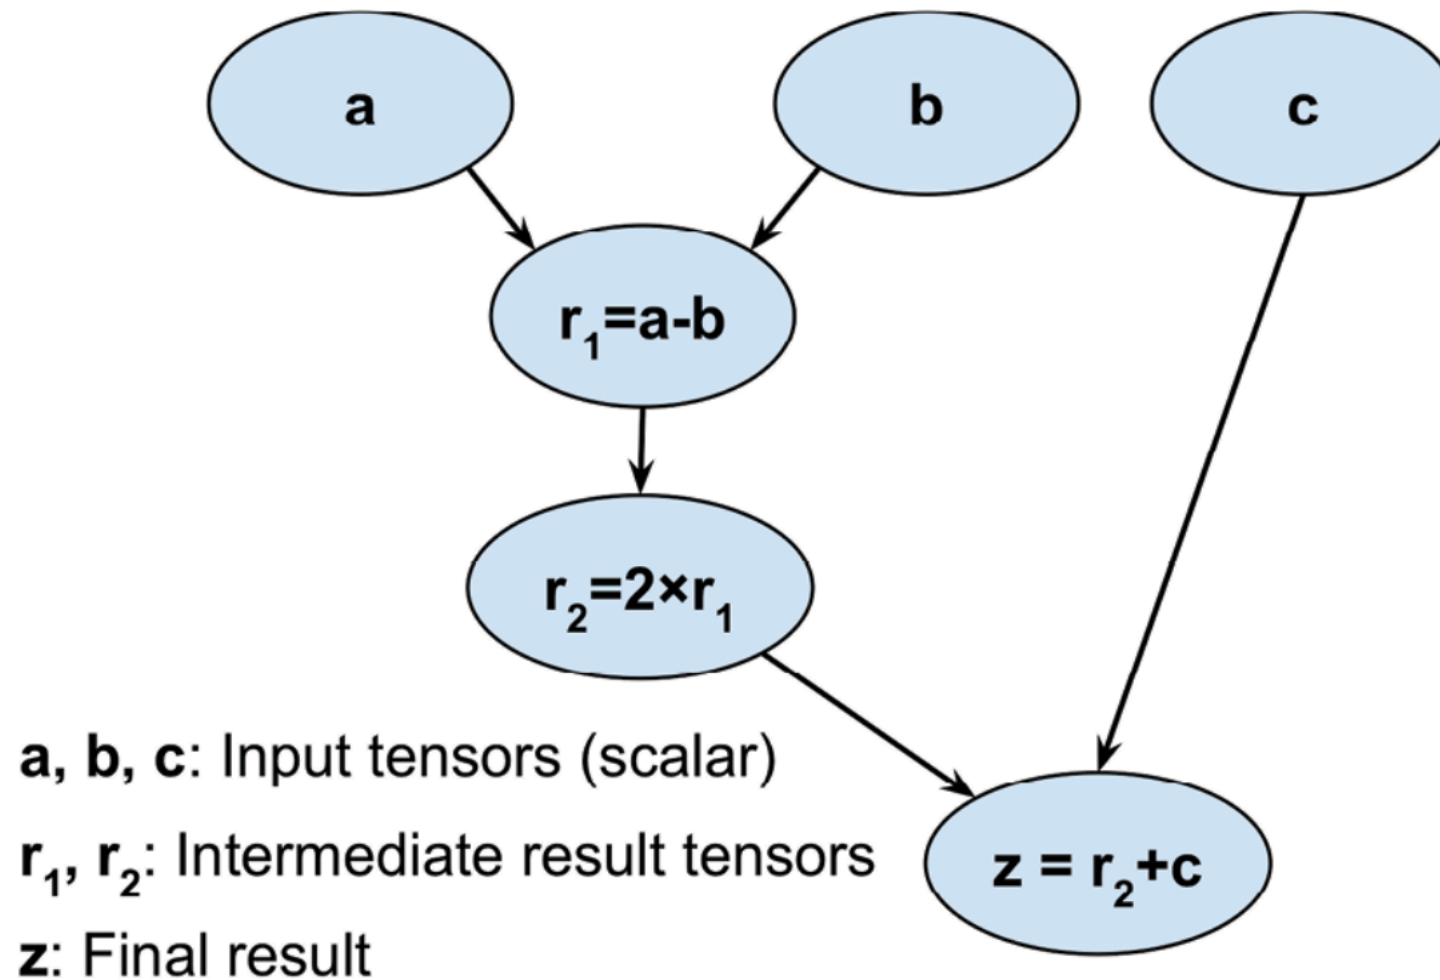 a
b
c
r₁=a-b
r₂=2×r₁
a, b, c: Input tensors (scalar)
r₁, r₂: Intermediate result tensors
z = r₂+c
z: Final result